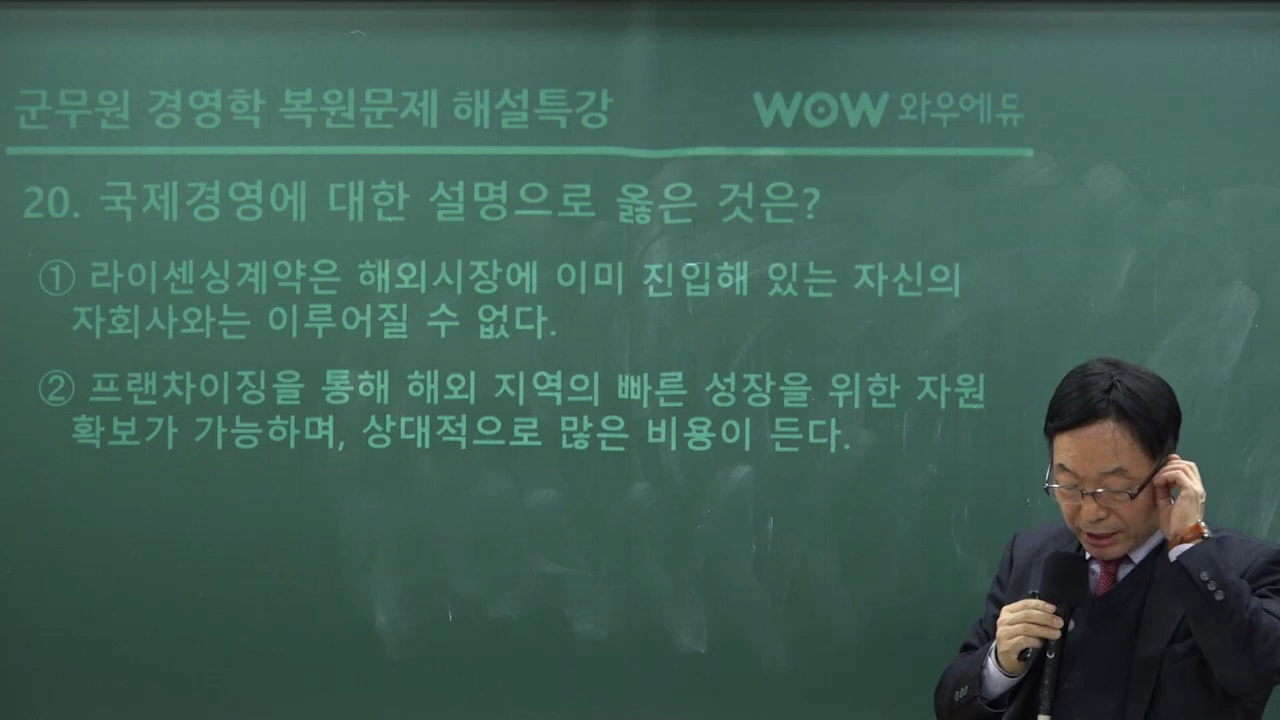 군무원 경영학 복원문제 해설특강
WOW 와우에듀
20. 국제경영에 대한 설명으로 옳은 것은?
① 라이센싱계약은 해외시장에 이미 진입해 있는 자신의
자회사와는 이루어질 수 없다.
② 프랜차이징을 통해 해외 지역의 빠른 성장을 위한 자원
확보가 가능하며, 상대적으로 많은 비용이 든다.